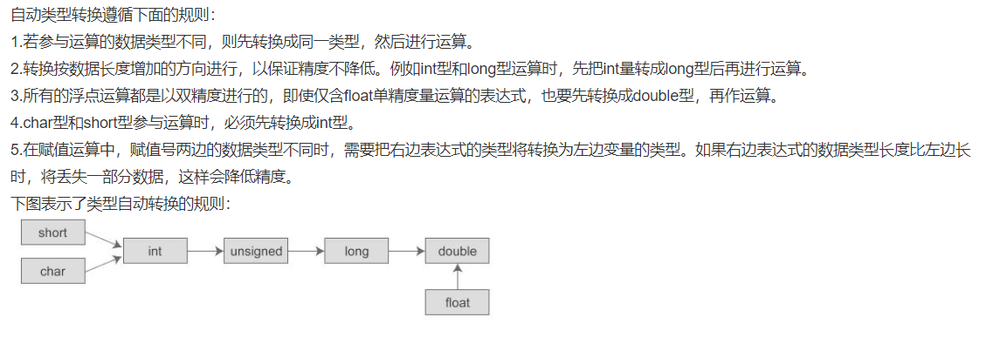 自动类型转换遵循下面的规则：
1.若参与运算的数据类型不同，则先转换成同一类型，然后进行运算。
2.转换按数据长度增加的方向进行，以保证精度不降低。例如int型和long型运算时，先把int量转成long型后再进行运算。
3.所有的浮点运算都是以双精度进行的，即使仅含float单精度量运算的表达式，也要先转换成double型，再作运算。
4.char型和short型参与运算时，必须先转换成int型。
5.在赋值运算中，赋值号两边的数据类型不同时，需要把右边表达式的类型将转换为左边变量的类型。如果右边表达式的数据类型长度比左边长
时，将丢失一部分数据，这样会降低精度。
下图表示了类型自动转换的规则：
short
int
unsigned
long
double
char
float